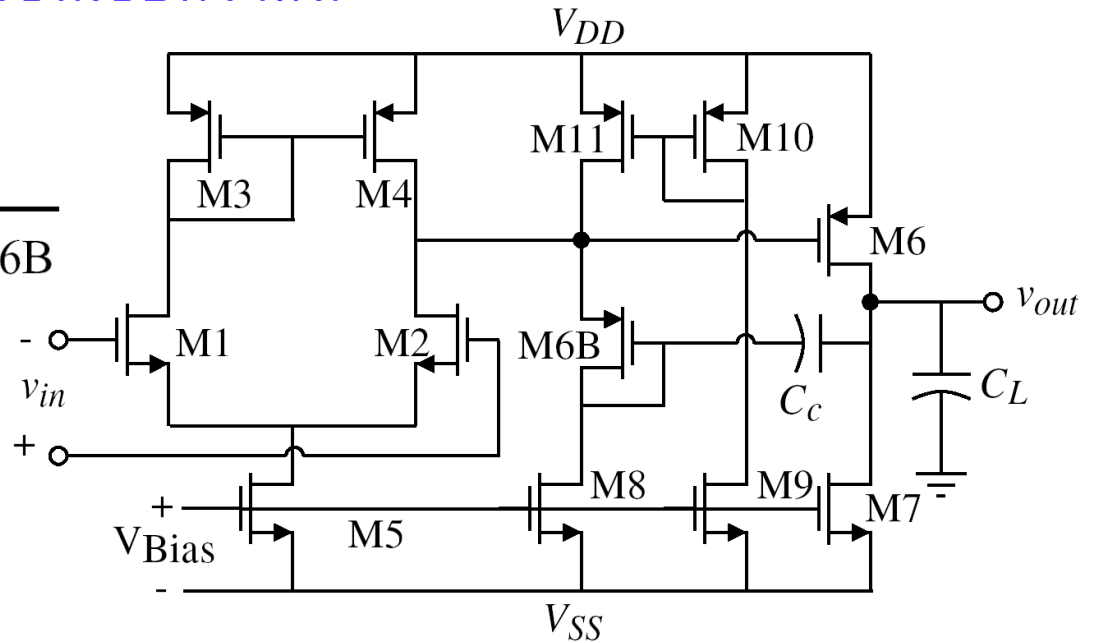 V_DD
M11
M10
M3
M4
M6
6B
v_out
-
M1
M2
M6B
v_in
C_c
C_L
+
M8
M9
+
M7
V_Bias
M5
-
V_SS